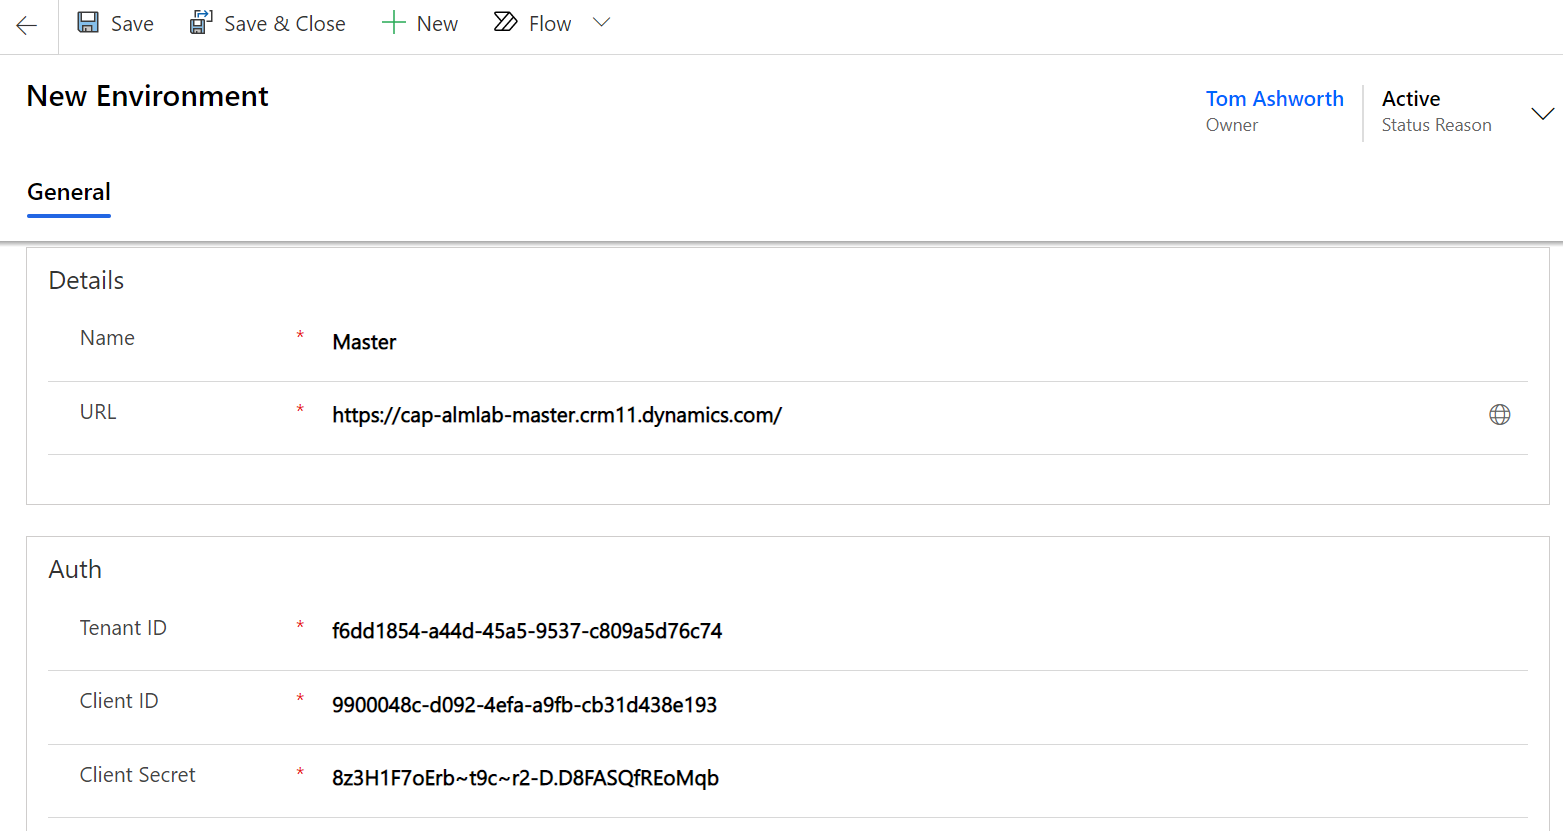 Save Save & Close New Flow
New Environment
Tom Ashworth Active
Owner Status Reason
General
Details
Name * Master
URL * https://cap-almlab-master.crm11.dynamics.com/
Auth
Tenant ID * f6dd1854-a44d-45a5-9537-c809a5d76c74
Client ID * 9900048c-d092-4efa-a9fb-cb31d438e193
Client Secret * 8z3H1F7oErb~t9c~r2-D.D8FASQfREoMqb